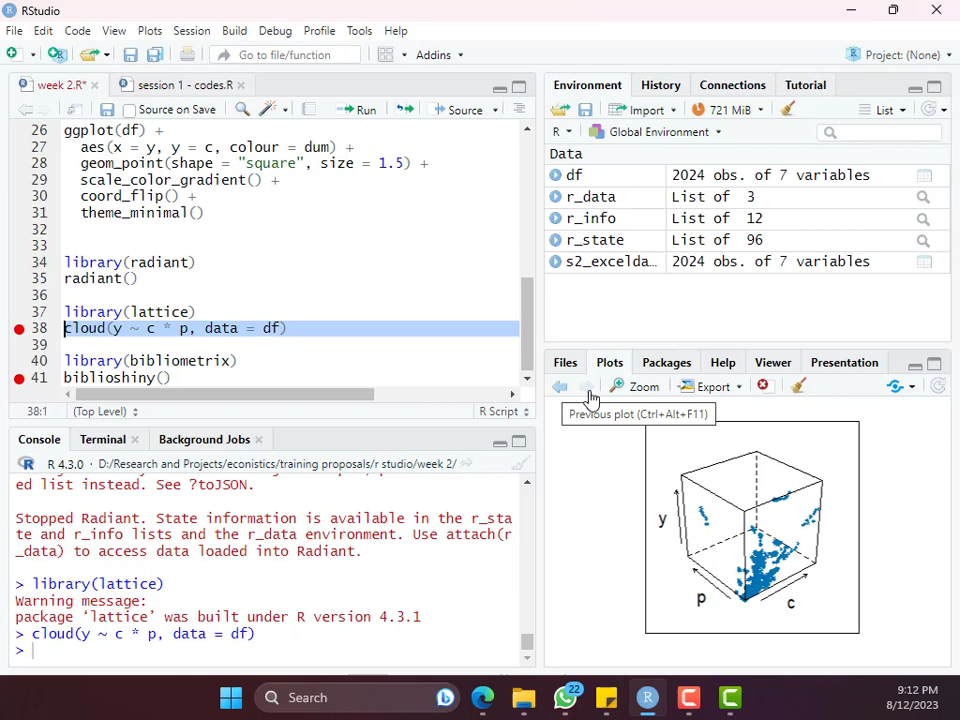 RStudio
File Edit Code View Plots Session Build Debug Profile Tools Help
Go to file/function
Addins
Project: (None)
week 2.R*
session 1 - codes.R
Source on Save
Run
Source
26 ggplot(df) +
27 aes(x = y, y = c, colour = dum) +
28 geom_point(shape = "square", size = 1.5) +
29 scale_color_gradient() +
30 coord_flip() +
31 theme_minimal()
32
33
34 library(radiant)
35 radiant()
36
37 library(lattice)
38 cloud(y ~ c * p, data = df)
39
40 library(bibliometrix)
41 biblioshiny()
38:1
(Top Level)
R Script
Console Terminal Background Jobs
R 4.3.0 · D:/Research and Projects/econistics/training proposals/r studio/week 2/
ed list instead. See ?toJSON.
Stopped Radiant. State information is available in the r_sta
te and r_info lists and the r_data environment. Use attach(r
_data) to access data loaded into Radiant.
> library(lattice)
Warning message:
package ‘lattice’ was built under R version 4.3.1
> cloud(y ~ c * p, data = df)
>
Environment History Connections Tutorial
Import
721 MiB
List
R
Global Environment
Data
df 2024 obs. of 7 variables
r_data List of 3
r_info List of 12
r_state List of 96
s2_excelda… 2024 obs. of 7 variables
Files Plots Packages Help Viewer Presentation
Zoom
Export
Previous plot (Ctrl+Alt+F11)
y
p
c
Search
22
9:12 PM
8/12/2023